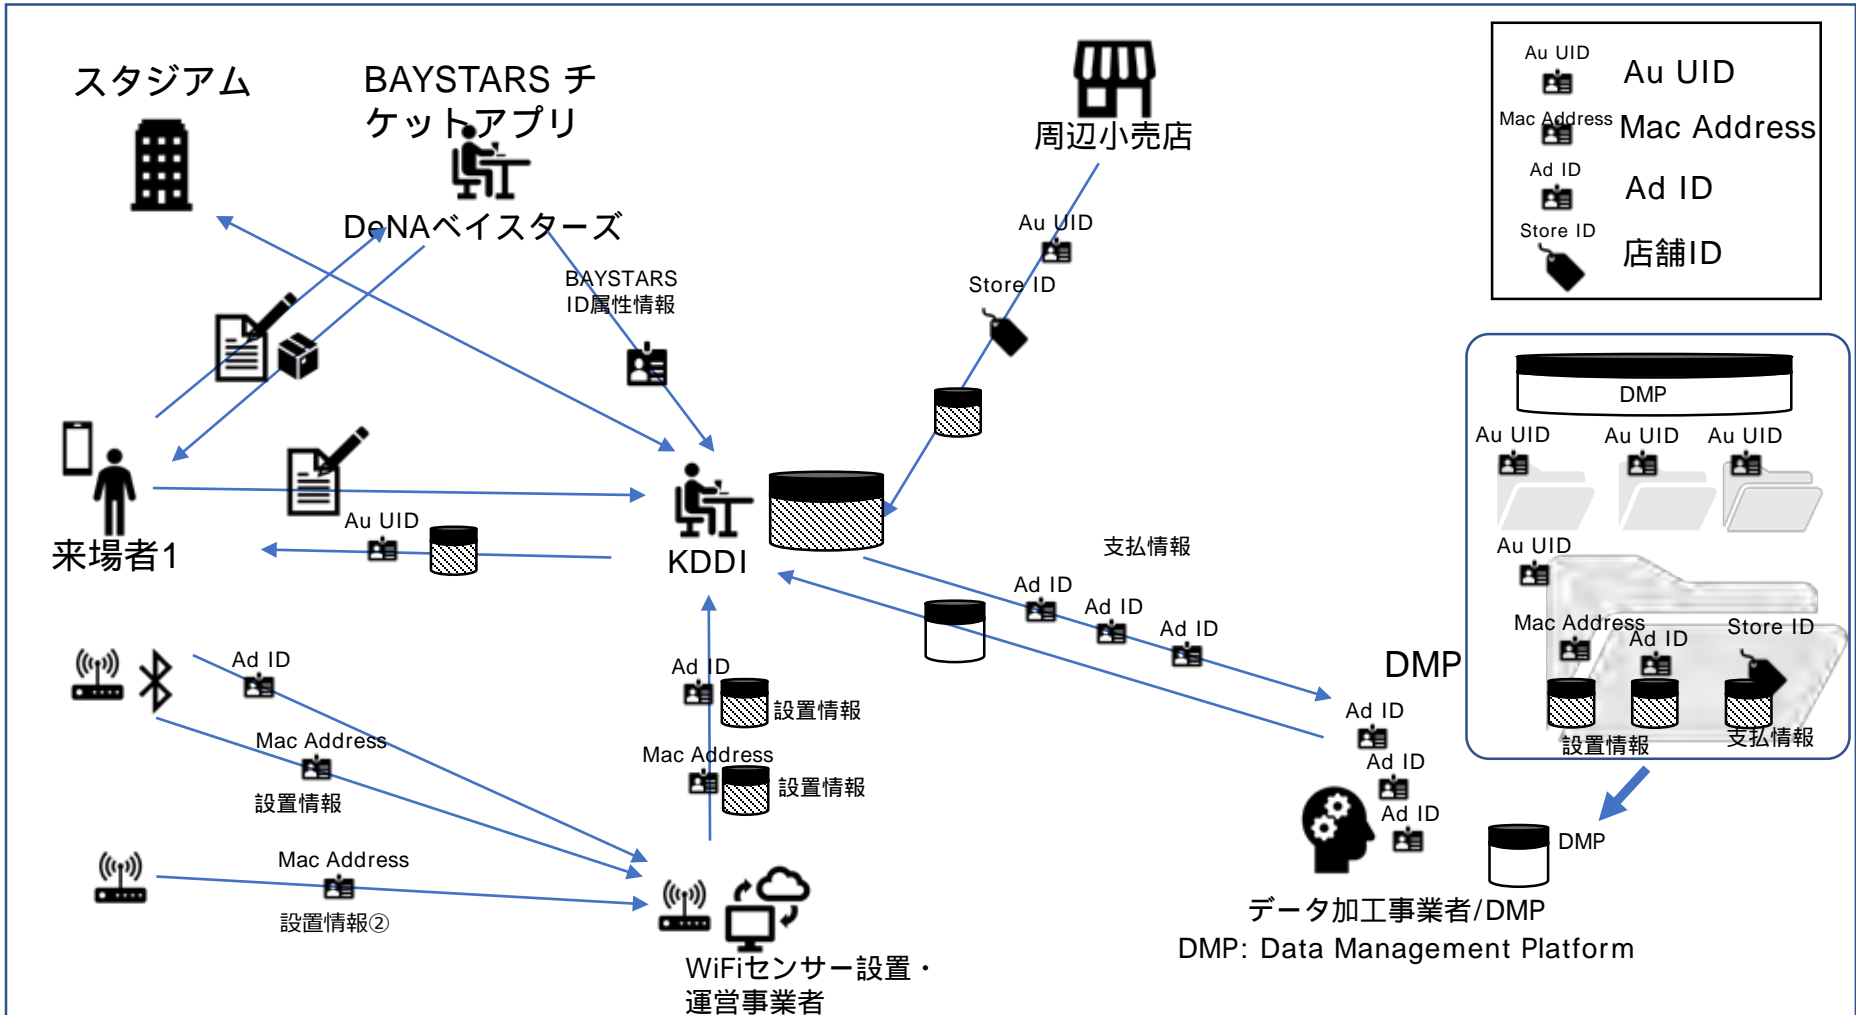 スタジアム
BAYSTARS チ
ケットアプリ
DeNAベイスターズ
周辺小売店
Au UID
Au UID
Mac Address
Mac Address
Ad ID
Ad ID
Store ID
店舗ID
BAYSTARS
ID属性情報
Au UID
Store ID
来場者1
Au UID
KDDI
支払情報
Ad ID
Ad ID
Ad ID
DMP
Au UID
Au UID
Au UID
Au UID
Mac Address
Ad ID
Store ID
設置情報
支払情報
DMP
Ad ID
Ad ID
Ad ID
DMP
データ加工事業者/DMP
DMP: Data Management Platform
Ad ID
Mac Address
設置情報
Mac Address
設置情報②
Ad ID
設置情報
Mac Address
設置情報
WiFiセンサー設置・
運営事業者